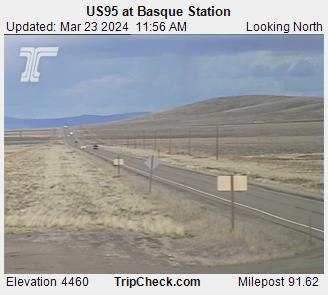 US95 at Basque Station
Updated: Mar 23 2024 11:56 AM Looking North
Elevation 4460 TripCheck.com Milepost 91.62